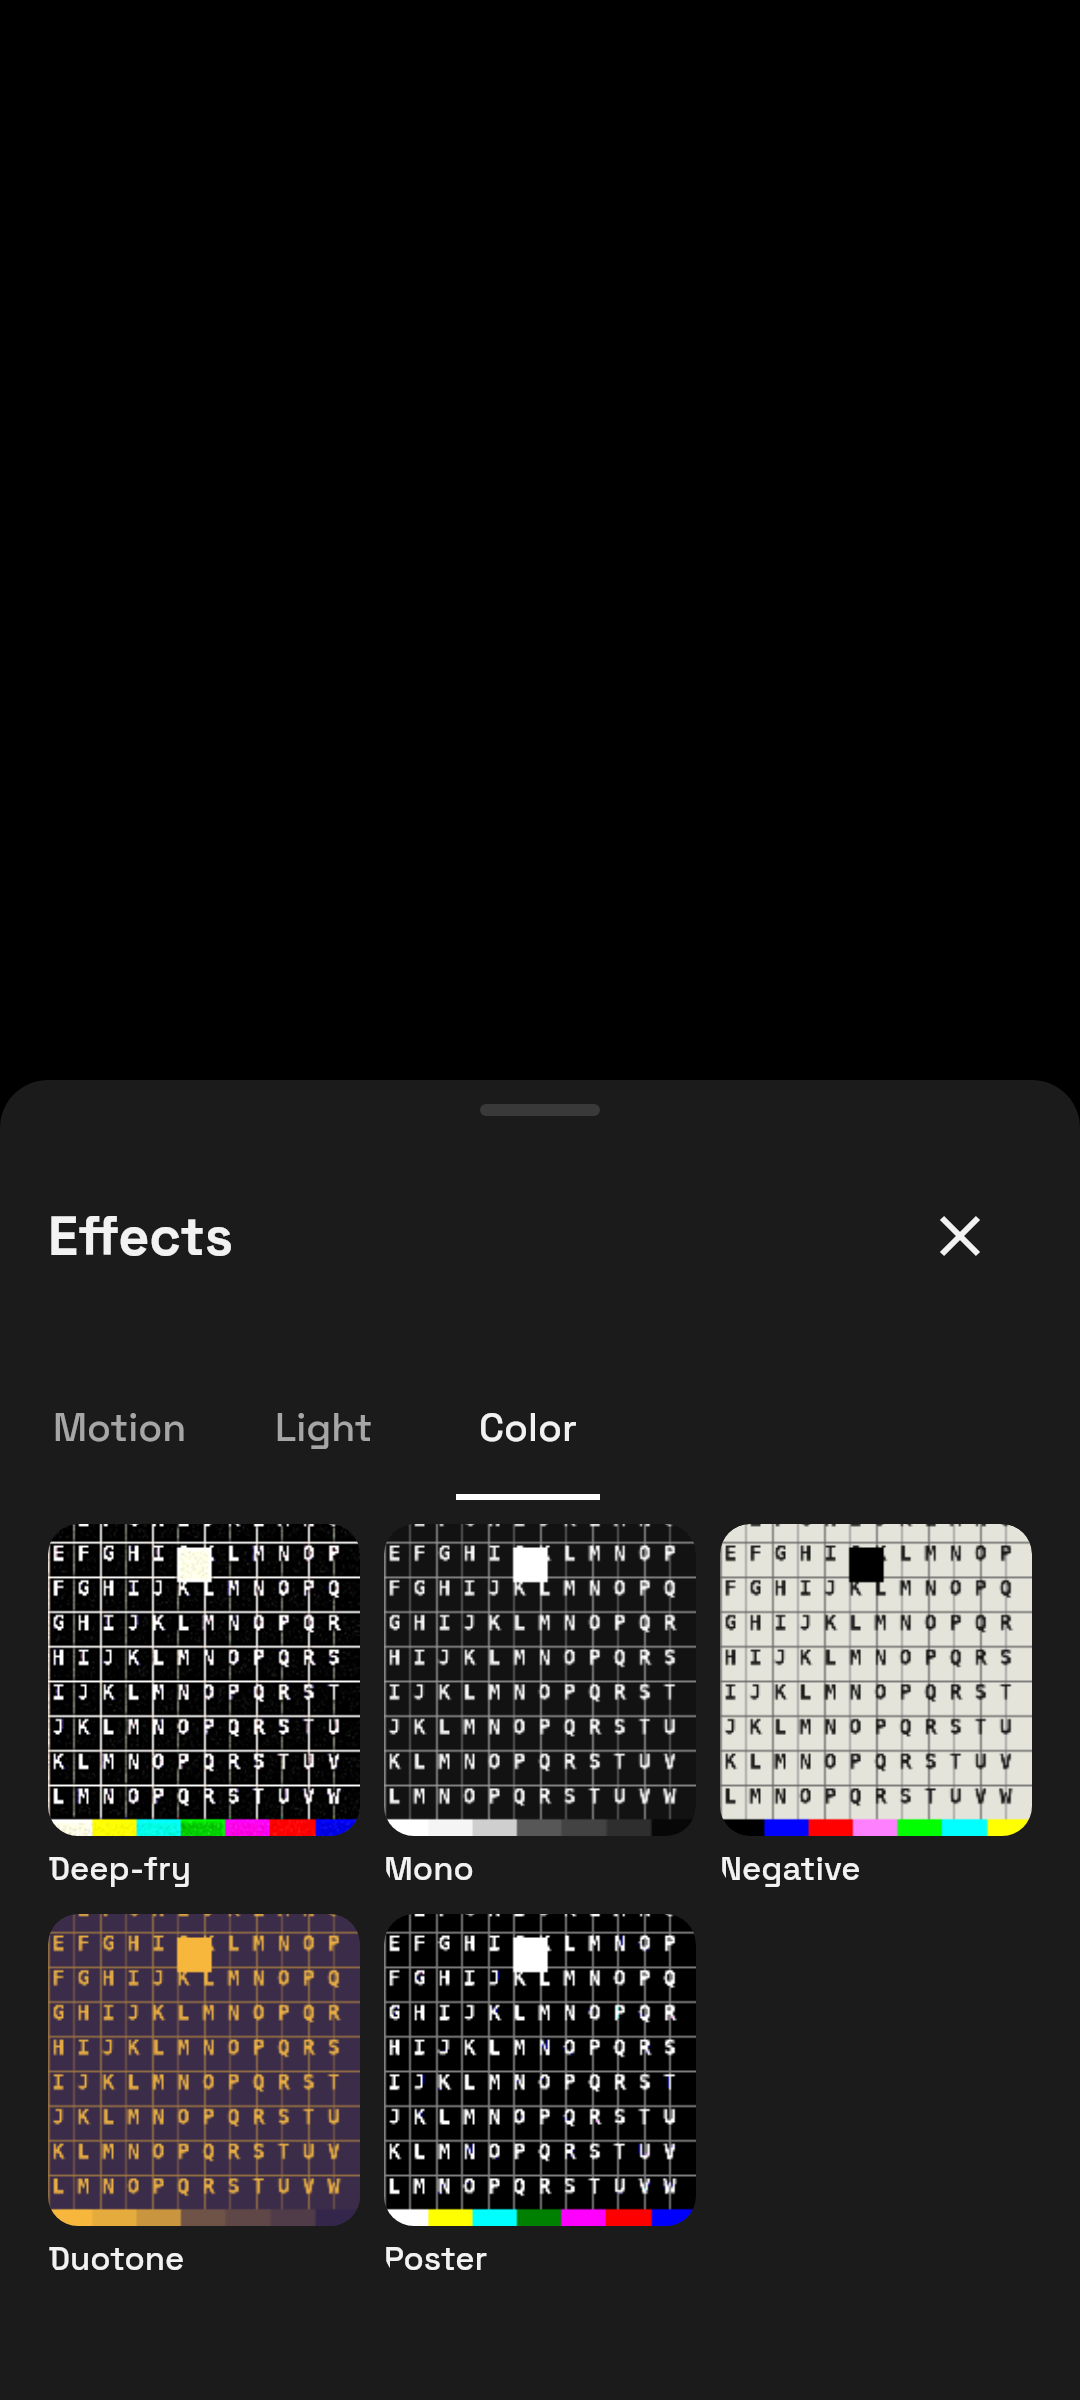 Effects
Motion Light Color
E F G H I L M N O P
F G H I J K L M N O P Q
G H I J K L M N O P Q R
H I J K L M N O P Q R S
I J K L M N O P Q R S T
J K L M N O P Q R S T U
K L M N O P Q R S T U V
L M N O P Q R S T U V W
Deep-fry
E F G H I L M N O P
F G H I J K L M N O P Q
G H I J K L M N O P Q R
H I J K L M N O P Q R S
I J K L M N O P Q R S T
J K L M N O P Q R S T U
K L M N O P Q R S T U V
L M N O P Q R S T U V W
Mono
E F G H I L M N O P
F G H I J K L M N O P Q
G H I J K L M N O P Q R
H I J K L M N O P Q R S
I J K L M N O P Q R S T
J K L M N O P Q R S T U
K L M N O P Q R S T U V
L M N O P Q R S T U V W
Negative
E F G H I L M N O P
F G H I J K L M N O P Q
G H I J K L M N O P Q R
H I J K L M N O P Q R S
I J K L M N O P Q R S T
J K L M N O P Q R S T U
K L M N O P Q R S T U V
L M N O P Q R S T U V W
Duotone
E F G H I L M N O P
F G H I J K L M N O P Q
G H I J K L M N O P Q R
H I J K L M N O P Q R S
I J K L M N O P Q R S T
J K L M N O P Q R S T U
K L M N O P Q R S T U V
L M N O P Q R S T U V W
Poster